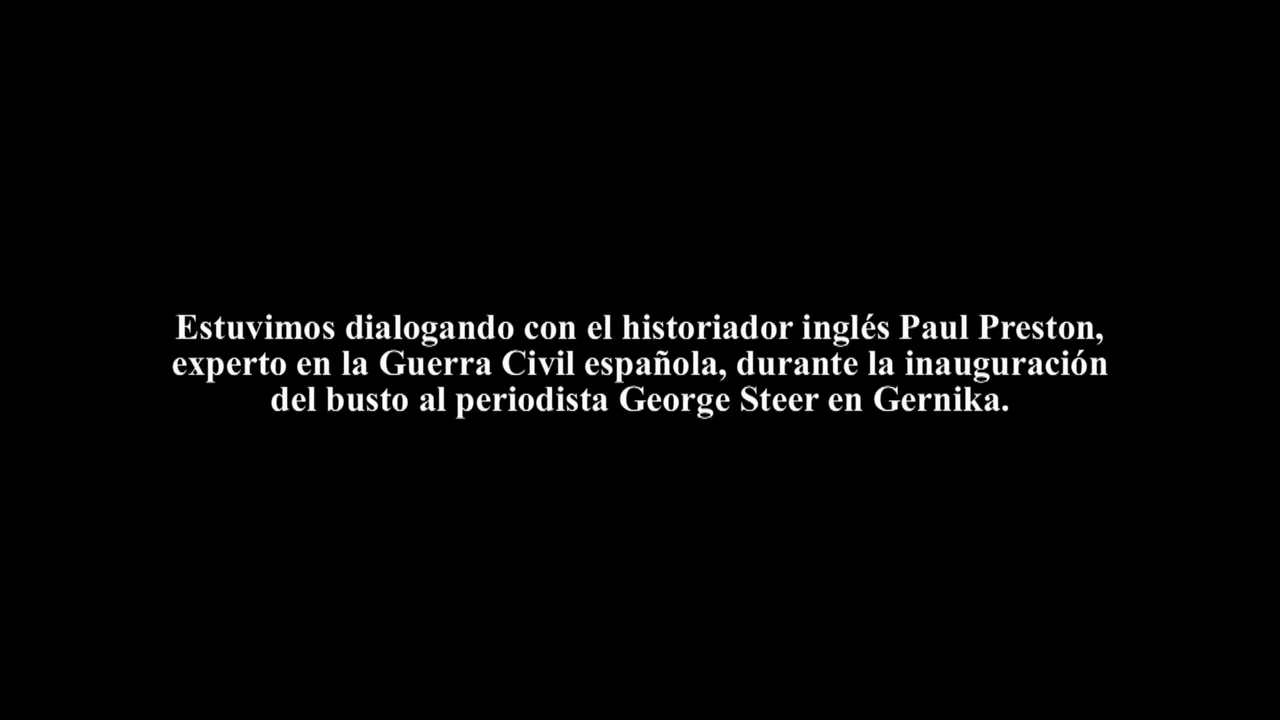 Estuvimos dialogando con el historiador inglés Paul Preston,
experto en la Guerra Civil española, durante la inauguración
del busto al periodista George Steer en Gernika.